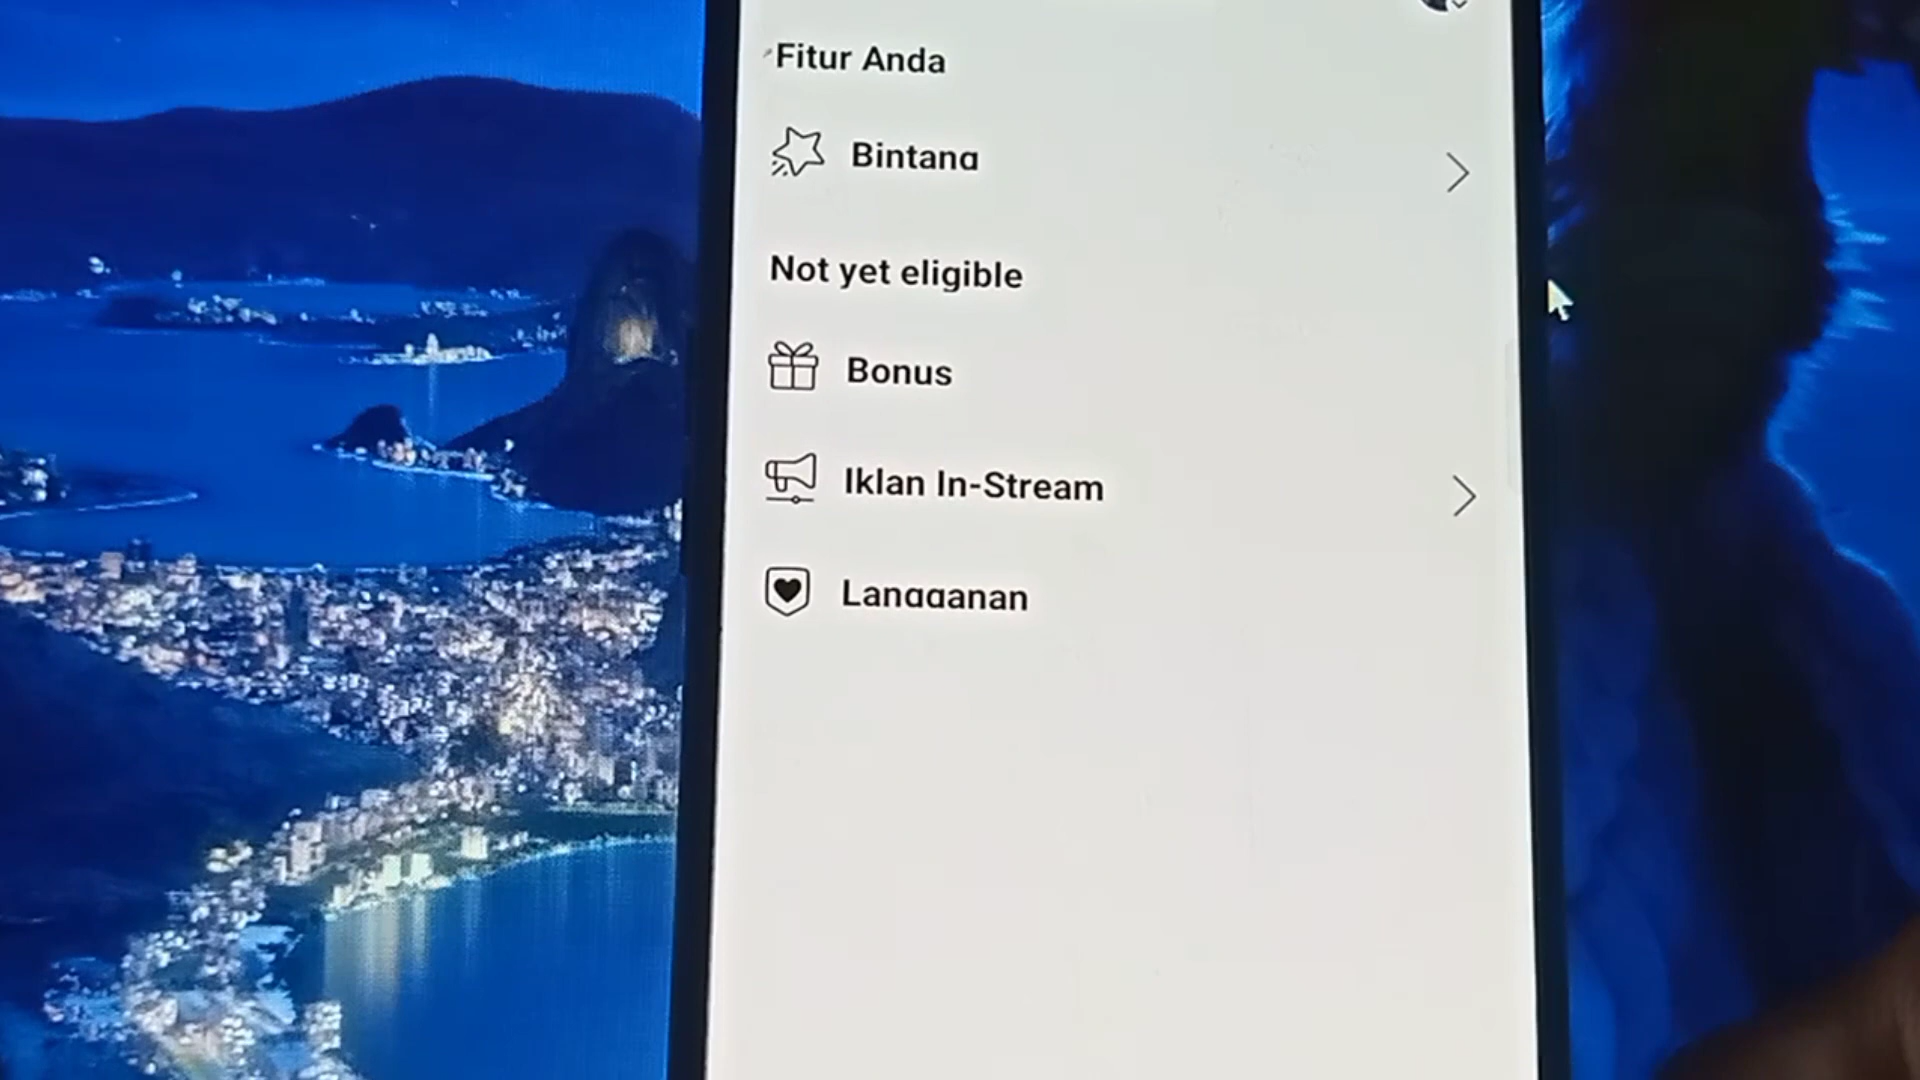 Fitur Anda
Bintang
Not yet eligible
Bonus
Iklan In-Stream
Langganan